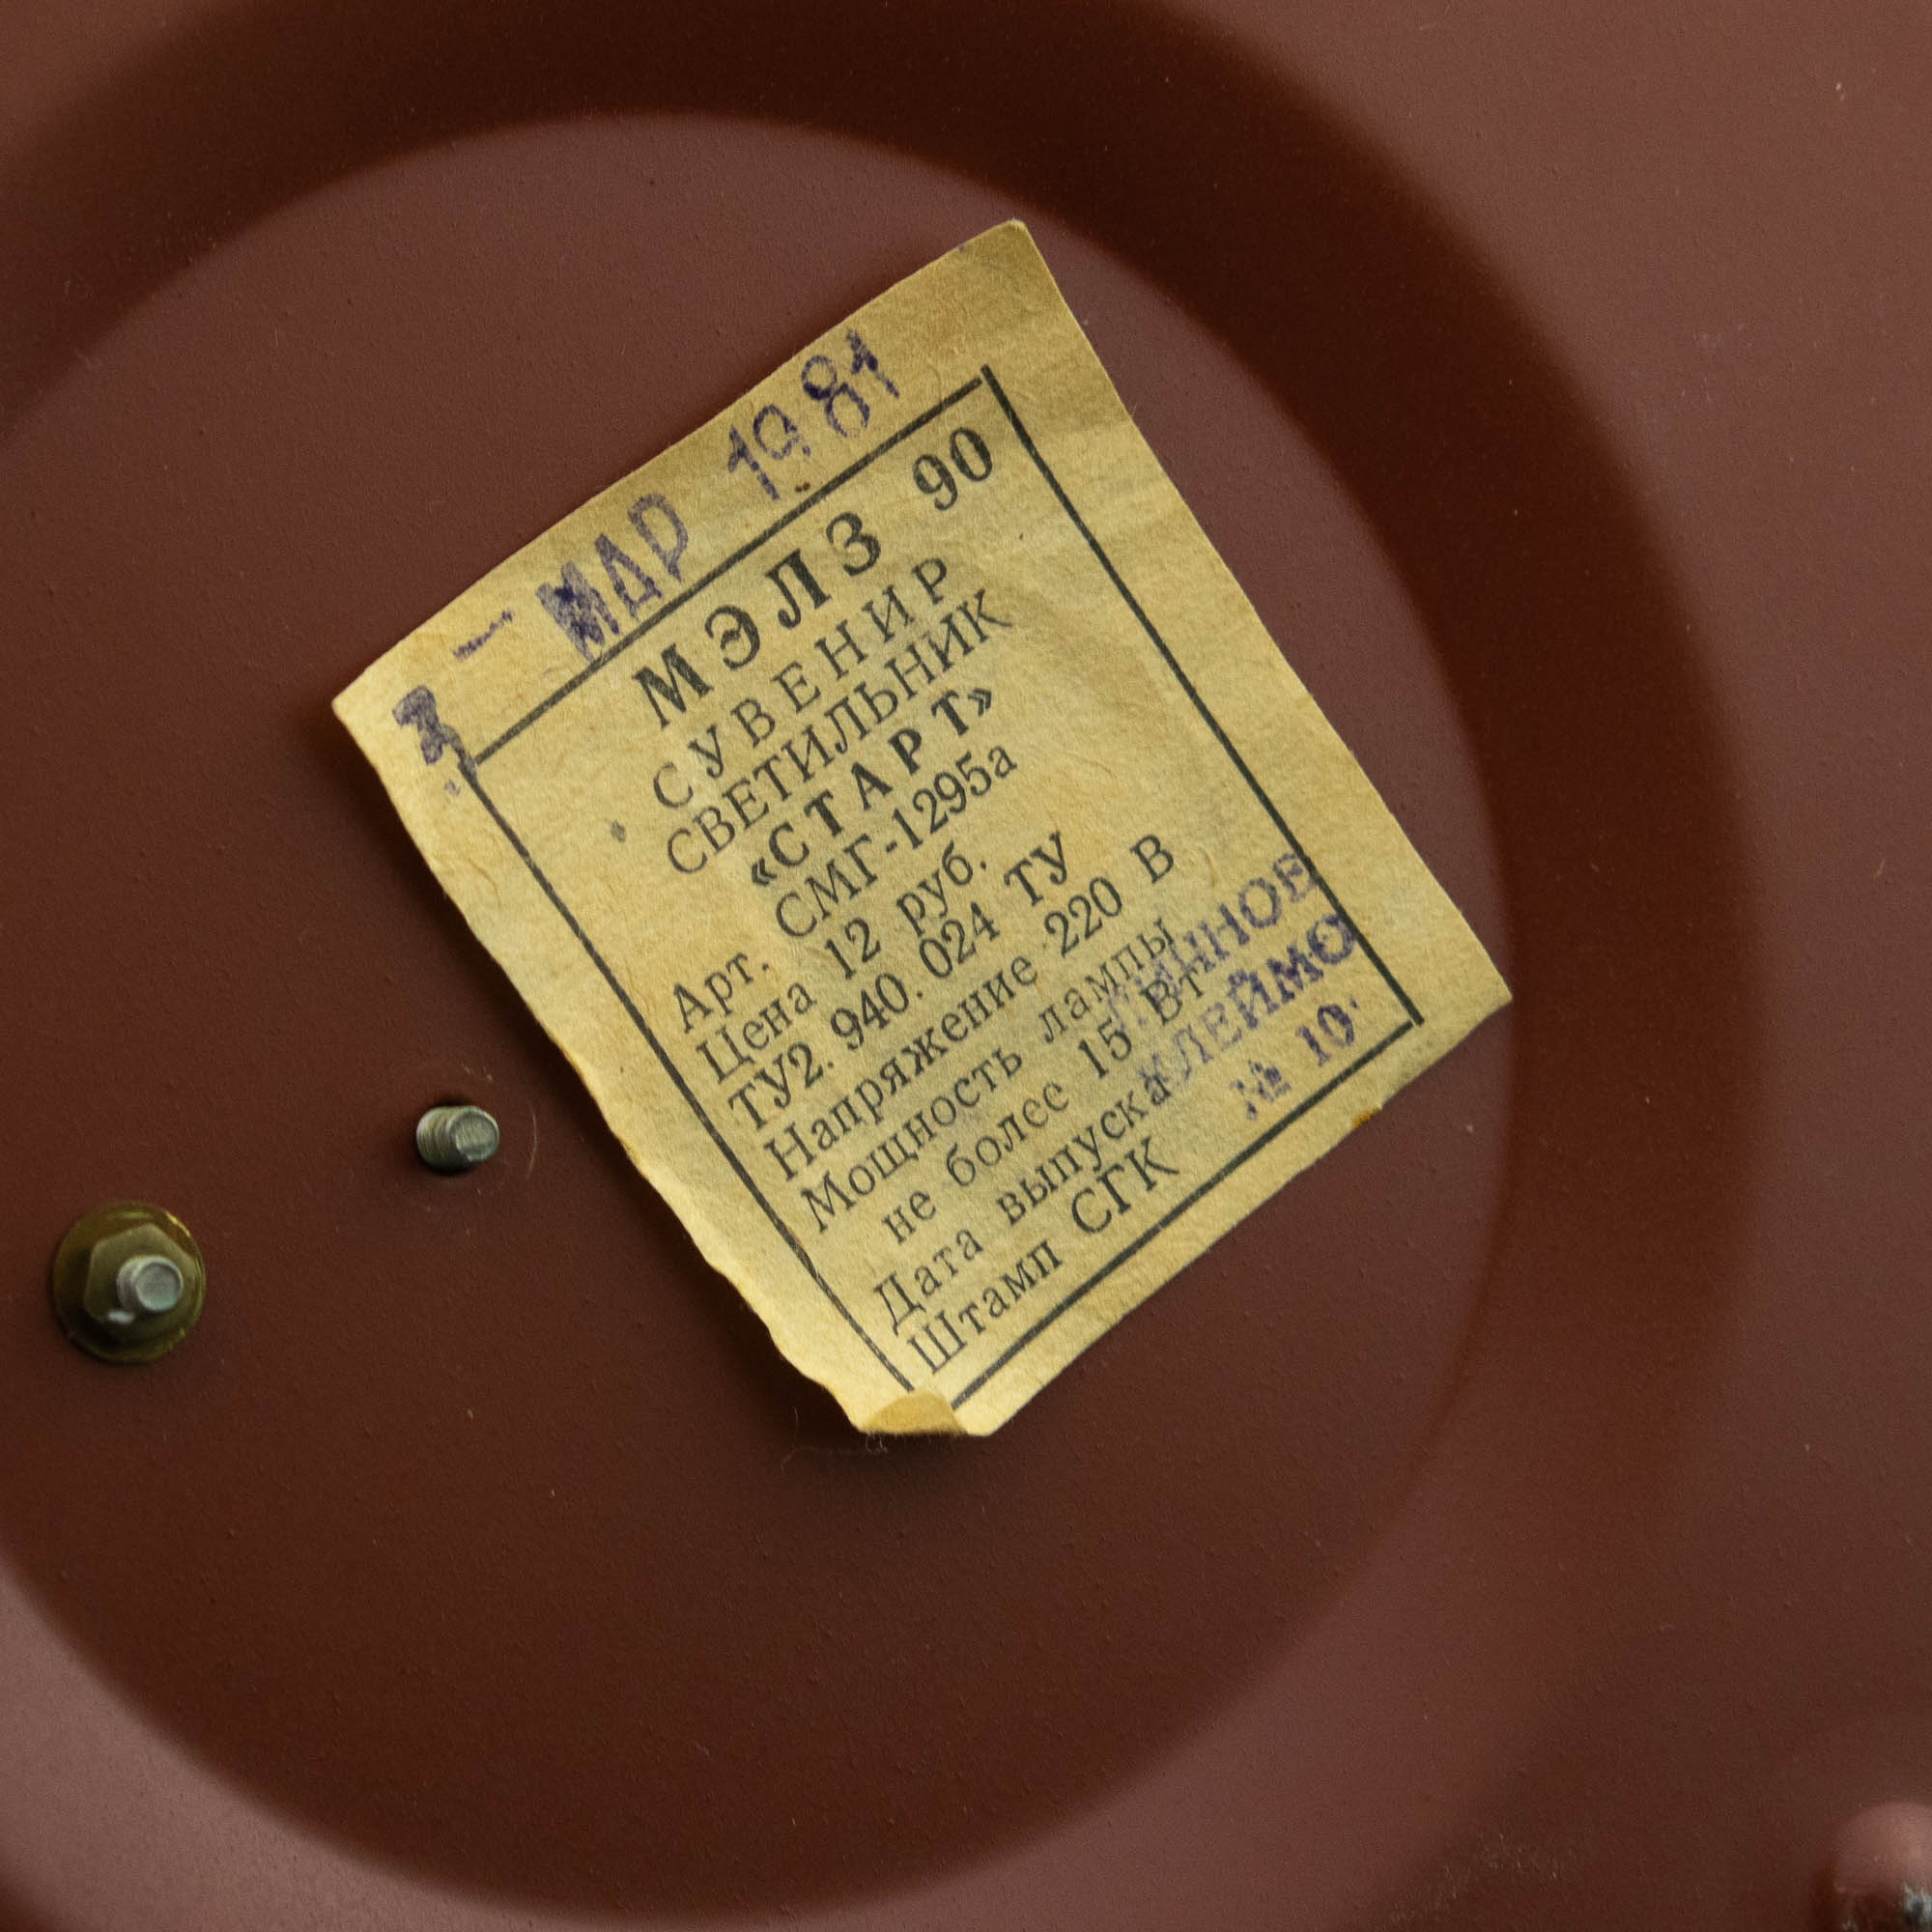 - МАР 1981
МЭЛЗ 90
СУВЕНИР
СВЕТИЛЬНИК
«СТАРТ»
Арт. СМГ-1295а
Цена 12 руб.
ТУ2. 940. 024 ТУ
Напряжение 220 В
Мощность лампы
не более 15 Вт
Дата выпуска
Штамп СГК
ЛИЧНОЕ
КЛЕЙМО
№ 10